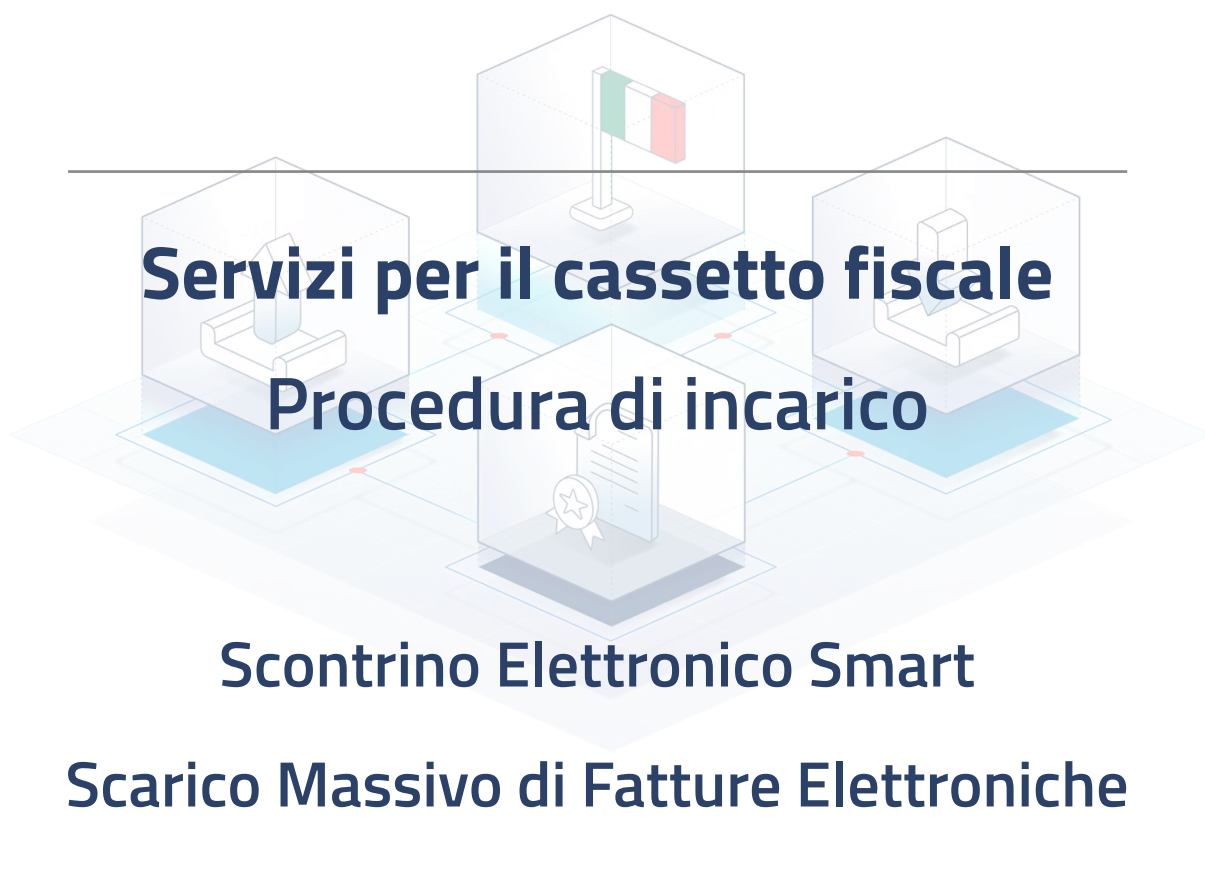 Servizi per il cassetto fiscale
Procedura di incarico
Scontrino Elettronico Smart
Scarico Massivo di Fatture Elettroniche